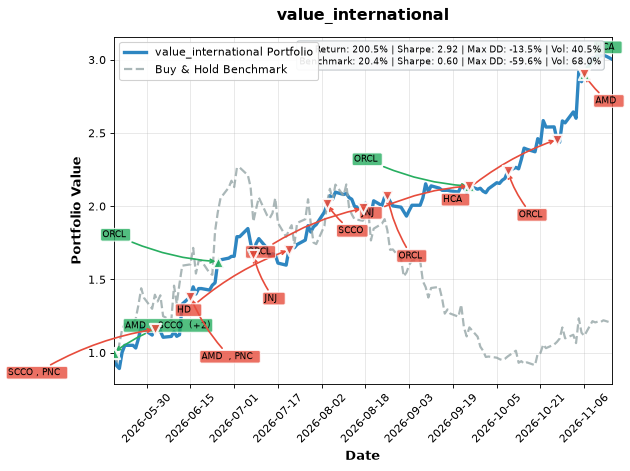 value_international
value_international Portfolio
Buy & Hold Benchmark
Return: 200.5% | Sharpe: 2.92 | Max DD: -13.5% | Vol: 40.5%
Benchmark: 20.4% | Sharpe: 0.60 | Max DD: -59.6% | Vol: 68.0%
HCA
AMD
ORCL
HCA
ORCL
JNJ
SCCO
ORCL
ORCL
ORCL
JNJ
HD
AMD
SCCO (+2)
AMD , PNC
SCCO , PNC
Portfolio Value
3.0
2.5
2.0
1.5
1.0
2026-05-30
2026-06-15
2026-07-01
2026-07-17
2026-08-02
2026-08-18
2026-09-03
2026-09-19
2026-10-05
2026-10-21
2026-11-06
Date